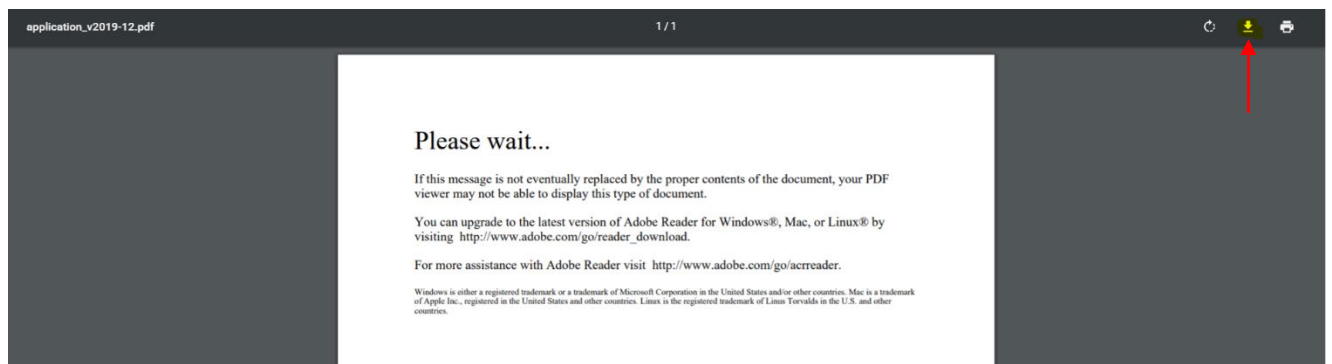 application_v2019-12.pdf
1 / 1
Please wait...
If this message is not eventually replaced by the proper contents of the document, your PDF
viewer may not be able to display this type of document.
You can upgrade to the latest version of Adobe Reader for Windows®, Mac, or Linux® by
visiting http://www.adobe.com/go/reader_download.
For more assistance with Adobe Reader visit http://www.adobe.com/go/acrreader.
Windows is either a registered trademark or a trademark of Microsoft Corporation in the United States and/or other countries. Mac is a trademark
of Apple Inc., registered in the United States and other countries. Linux is the registered trademark of Linus Torvalds in the U.S. and other
countries.